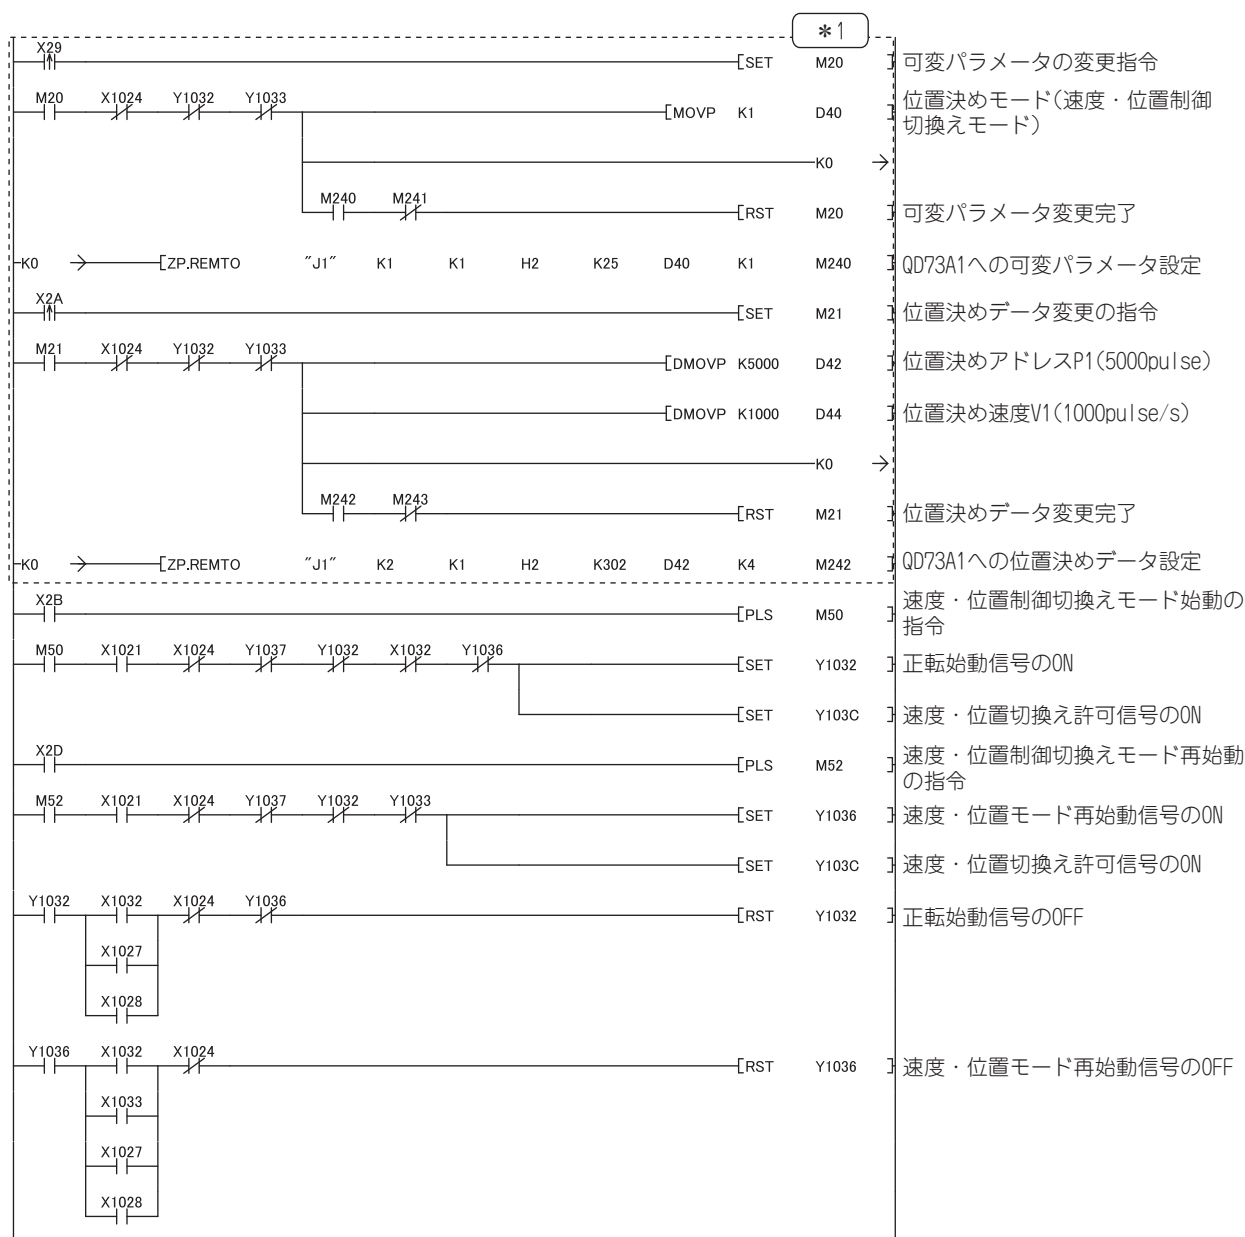 *1
X29
[SET M20 ] 可変パラメータの変更指令
M20 X1024 Y1032 Y1033
[MOVP K1 D40 ] 位置決めモード(速度・位置制御
切換えモード)
K0
M240 M241
[RST M20 ] 可変パラメータ変更完了
K0 [ZP.REMTO "J1" K1 K1 H2 K25 D40 K1 M240 ] QD73A1への可変パラメータ設定
X2A
[SET M21 ] 位置決めデータ変更の指令
M21 X1024 Y1032 Y1033
[DMOVP K5000 D42 ] 位置決めアドレスP1(5000pulse)
[DMOVP K1000 D44 ] 位置決め速度V1(1000pulse/s)
K0
M242 M243
[RST M21 ] 位置決めデータ変更完了
K0 [ZP.REMTO "J1" K2 K1 H2 K302 D42 K4 M242 ] QD73A1への位置決めデータ設定
X2B
[PLS M50 ] 速度・位置制御切換えモード始動の
指令
M50 X1021 X1024 Y1037 Y1032 X1032 Y1036
[SET Y1032 ] 正転始動信号のON
[SET Y103C ] 速度・位置切換え許可信号のON
X2D
[PLS M52 ] 速度・位置制御切換えモード再始動
の指令
M52 X1021 X1024 Y1037 Y1032 Y1033
[SET Y1036 ] 速度・位置モード再始動信号のON
[SET Y103C ] 速度・位置切換え許可信号のON
Y1032 X1032 X1024 Y1036
[RST Y1032 ] 正転始動信号のOFF
X1027
X1028
Y1036 X1032 X1024
[RST Y1036 ] 速度・位置モード再始動信号のOFF
X1033
X1027
X1028